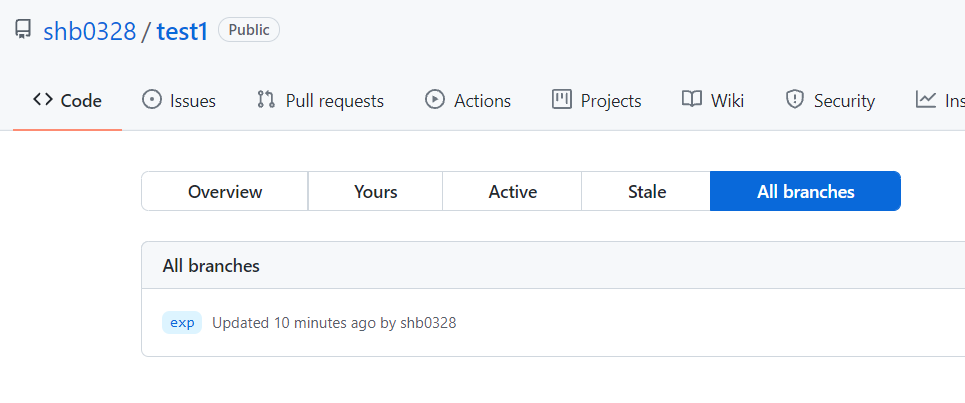 shb0328 / test1 Public
Code Issues Pull requests Actions Projects Wiki Security Ins
Overview Yours Active Stale All branches
All branches
exp Updated 10 minutes ago by shb0328